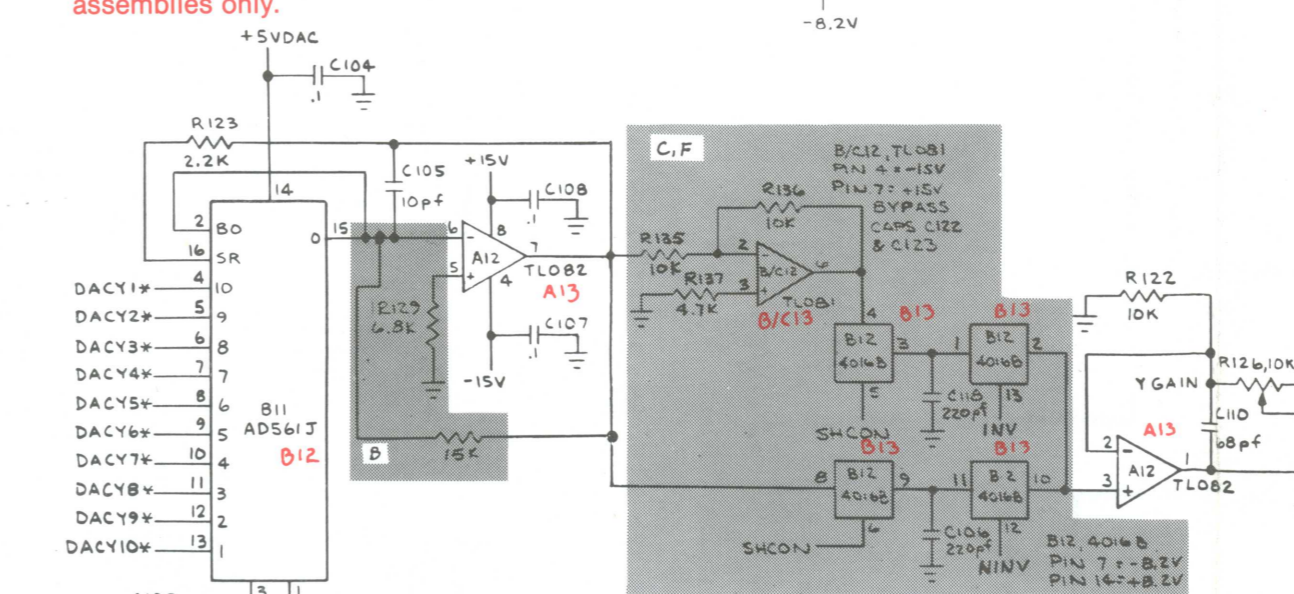 assemblies only.
-8.2V
+5VDAC
C104
.1
R123
2.2K
14
C105
10pf
+15V
C108
.1
2 BO
16 SR
O 15
6 -
5 +
8
A12
4
7
TL082
A13
R129
6.8K
C107
.1
-15V
15K
B
DACY1* 4 10
DACY2* 5 9
DACY3* 6 8
DACY4* 7 7
DACY5* 8 6
DACY6* 9 5
DACY7* 10 4
DACY8* 11 3
DACY9* 12 2
DACY10* 13 1
B11
AD561J
B12
3 1
C,F
B/C12, TL081
PIN 4 = -15V
PIN 7 = +15V
BYPASS
CAPS C122
& C123
R136
10K
R135
10K
R137
4.7K
2 -
3 +
B/C12
6
TL081
B/C13
4
B13
B12
4016B
3
5
SHCON
C118
220pf
B13
1
B12
4016B
2
13
INV
B13
8
B12
4016B
9
6
SHCON
C106
220pf
B13
11
4016B
10
12
NINV
B12, 4016B
PIN 7 = -8.2V
PIN 14 = +8.2V
R122
10K
R126,10K
Y GAIN
C110
68pf
A13
2 -
3 +
A12
1
TL082